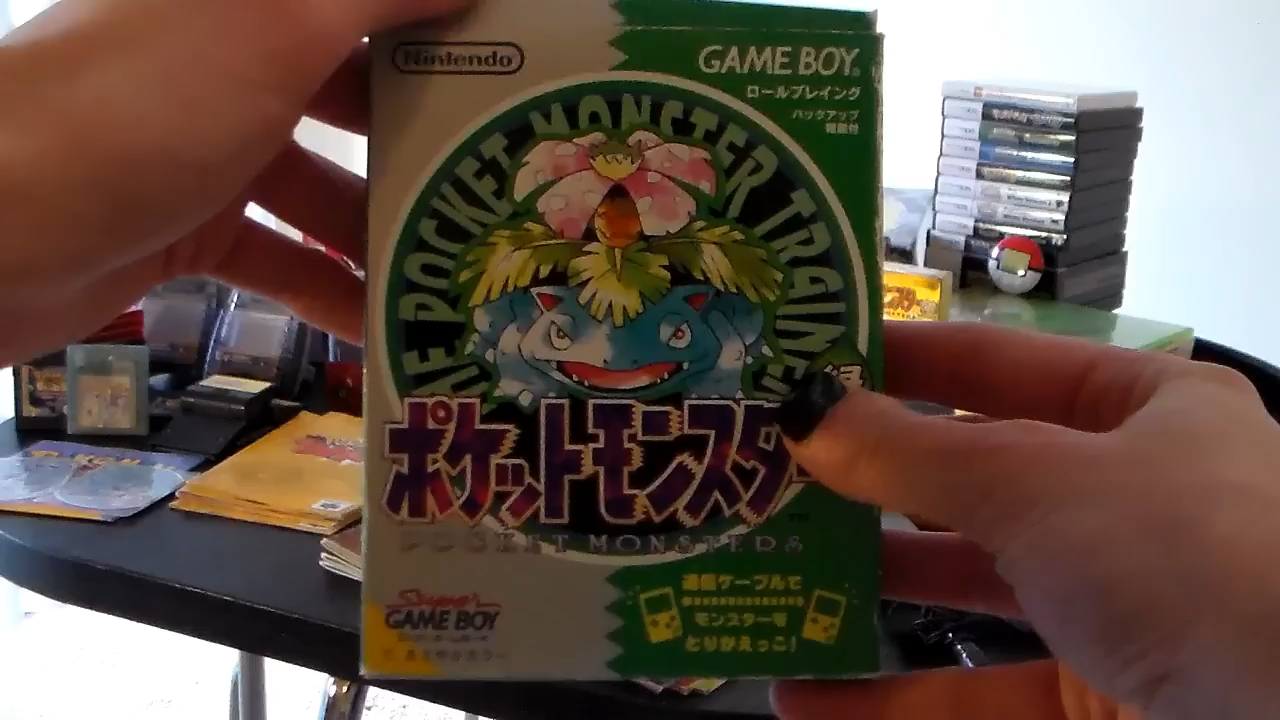 Nintendo
GAME BOY
ロールプレイング
バックアップ
機能付
THE POCKET MONSTER TRAINER
ポケットモンスター
POCKET MONSTERS
Super
GAME BOY
通信ケーブルで
モンスターを
とりかえっこ!